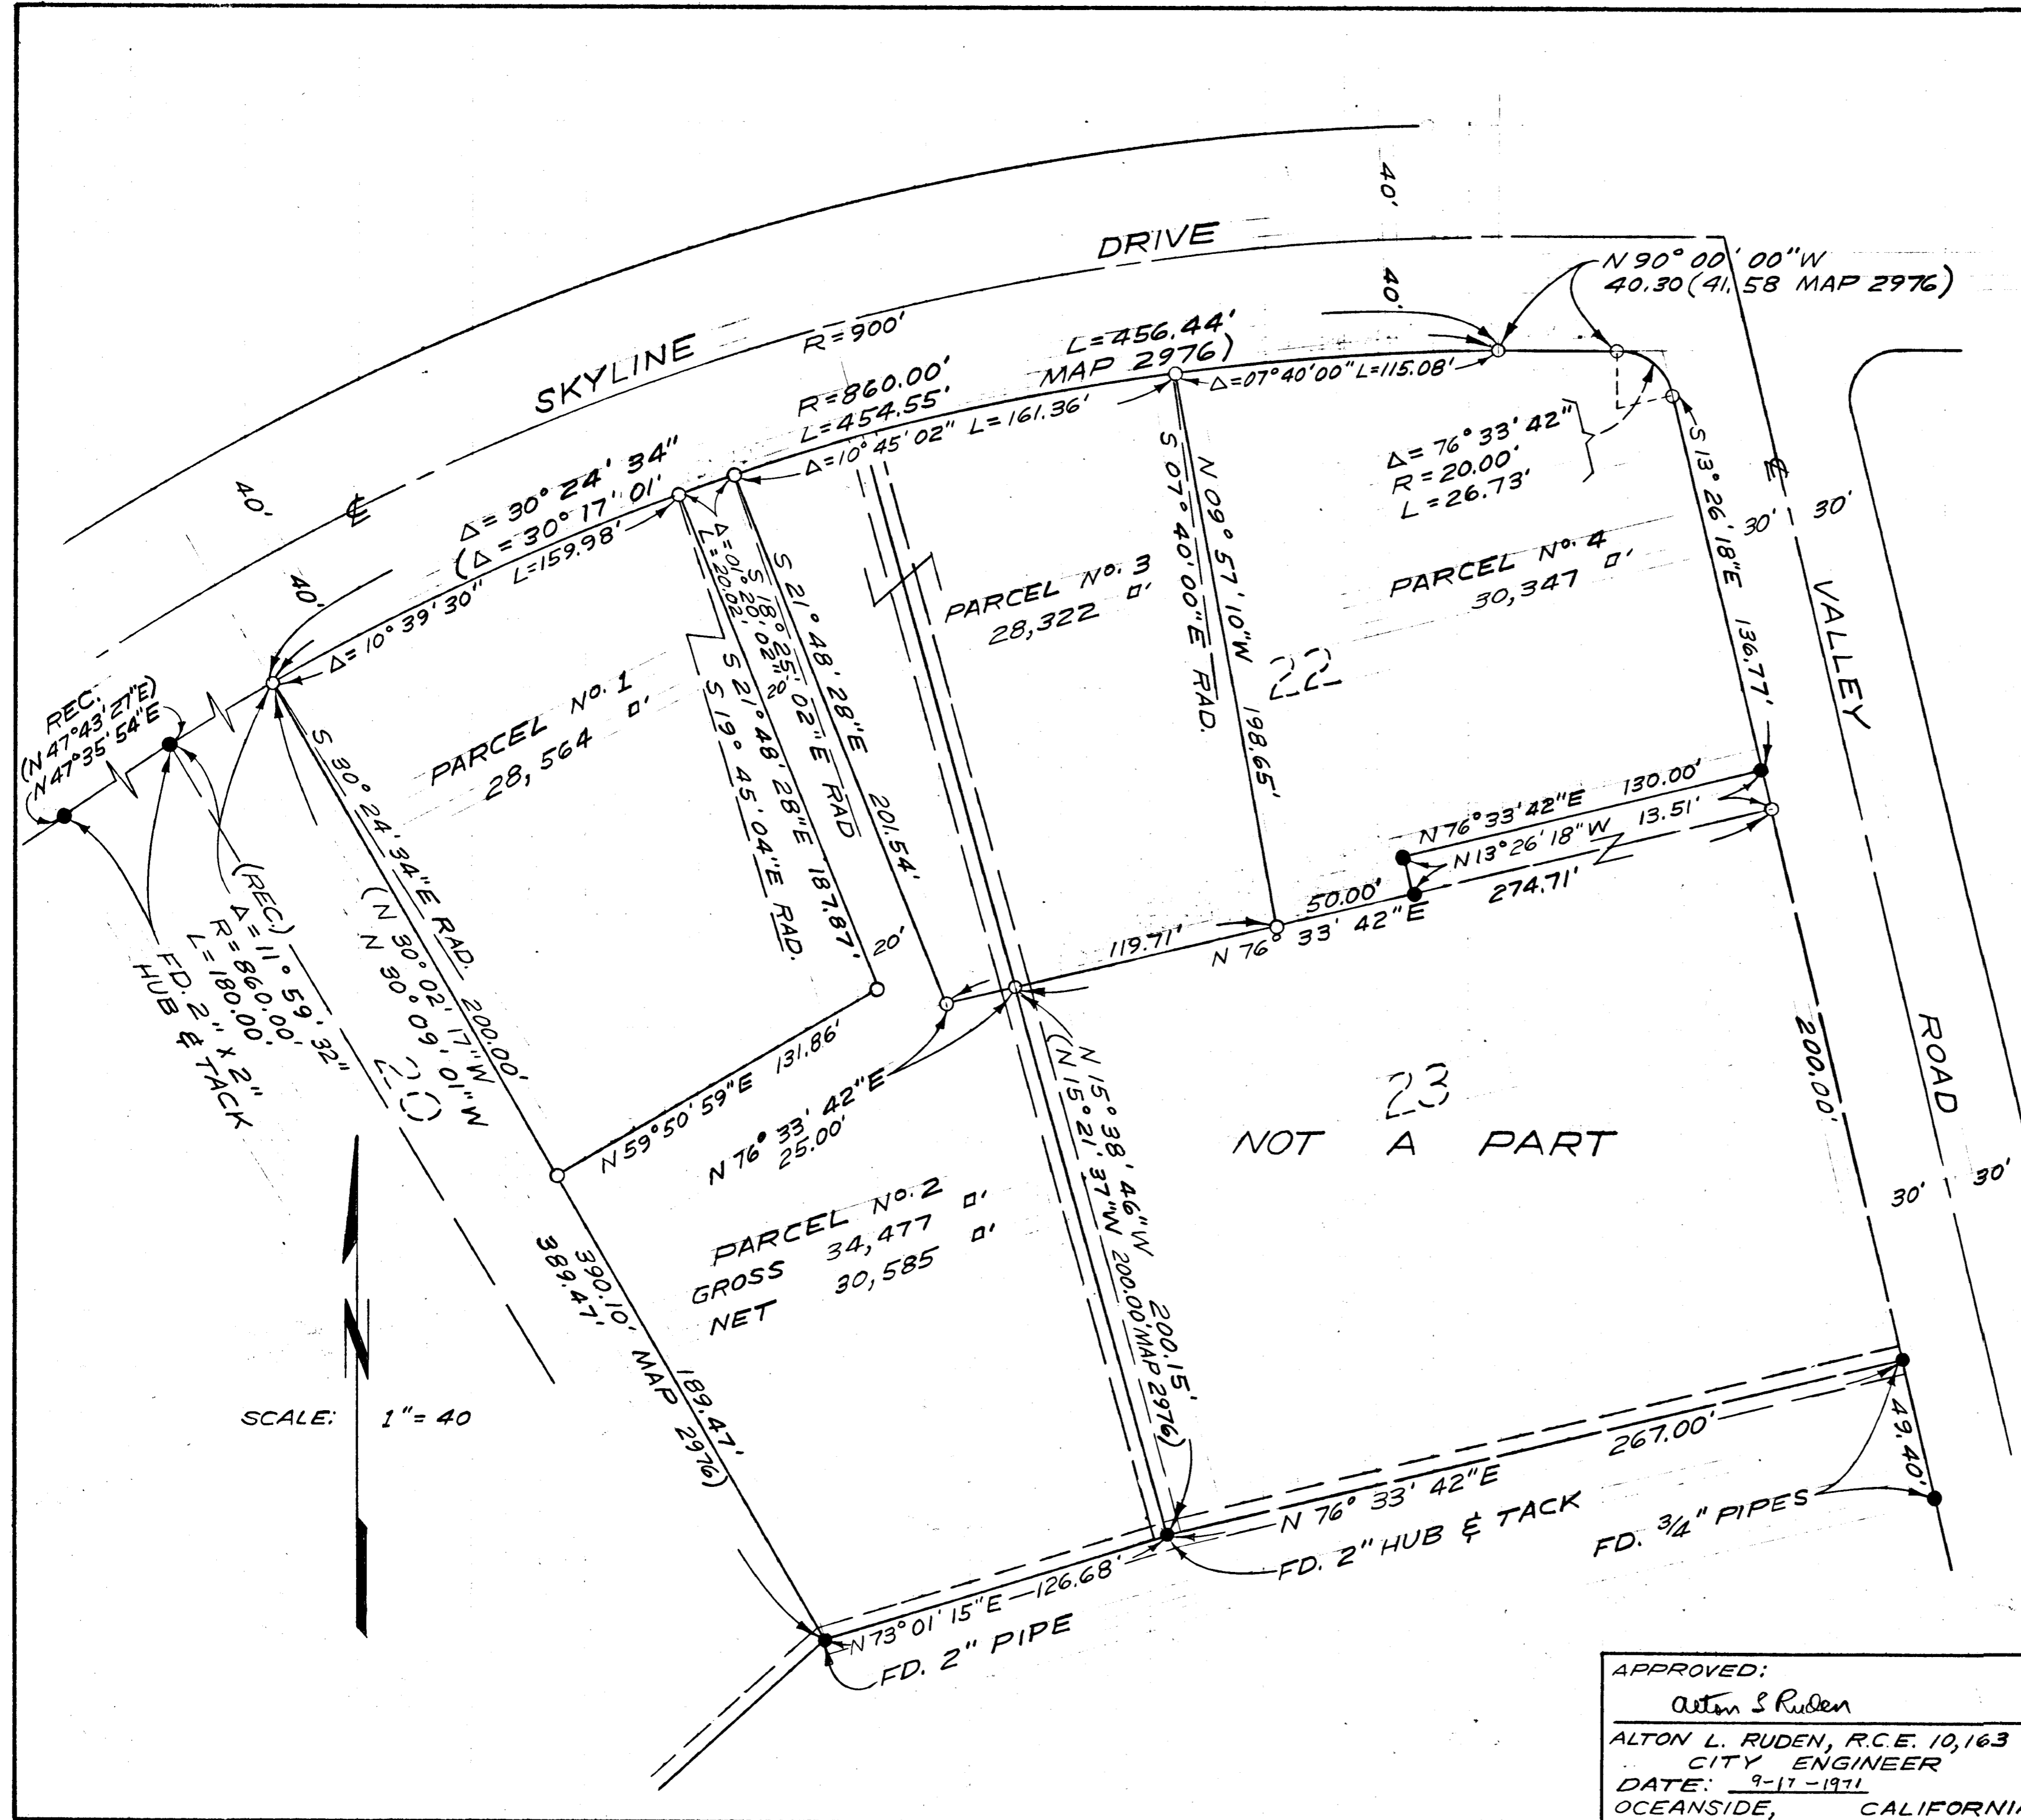 40'
DRIVE
N 90° 00' 00" W
40.30 (41.58 MAP 2976)
40'
R = 900'
SKYLINE
L = 456.44'
MAP 2976)
R = 860.00'
L = 454.55'
Δ = 07° 40' 00" L = 115.08'
Δ = 10° 45' 02" L = 161.36'
Δ = 30° 24' 34"
(Δ = 30° 17' 01'
Δ = 10° 39' 30" L = 159.98'
40'
℄
40'
Δ = 76° 33' 42"
R = 20.00'
L = 26.73'
℄
S 13° 26' 18" E 136.77'
30' 30'
VALLEY
ROAD
Δ = 01° 20' 02"
L = 20.02'
S 18° 25' 02" E RAD
S 21° 48' 28" E 201.54'
20'
S 21° 48' 28" E 187.87'
S 19° 45' 04" E RAD.
20'
PARCEL No. 3
28,322 □'
S 07° 40' 00" E RAD.
N 09° 57' 10" W 198.65'
PARCEL No. 4
30,347 □'
22
PARCEL No. 1
28,564 □'
REC.
(N 47° 43' 27" E)
N 47° 35' 54" E
S 30° 24' 34" E RAD. 200.00'
(N 30° 02' 17" W
N 30° 09' 01" W
(REC.)
Δ = 11° 59' 32"
R = 860.00'
L = 180.00'
FD. 2" x 2"
HUB & TACK
20
N 76° 33' 42" E 130.00'
N 13° 26' 18" W 13.51'
50.00'
274.71'
119.71'
N 76° 33' 42" E
N 59° 50' 59" E 131.86'
N 76° 33' 42" E
25.00'
N 15° 38' 46" W 200.15'
(N 15° 21' 37" W 200.00' MAP 2976)
23
NOT A PART
200.00'
30' 30'
PARCEL No. 2
GROSS 34,477 □'
NET 30,585 □'
390.10' MAP 2976)
389.47'
189.47'
N
SCALE: 1" = 40
267.00'
N 76° 33' 42" E
49.40'
FD. 2" HUB & TACK
FD. 3/4" PIPES
N 73° 01' 15" E 126.68'
FD. 2" PIPE
APPROVED:
Alton L Ruden
ALTON L. RUDEN, R.C.E. 10,163
CITY ENGINEER
DATE: 9-17-1971
OCEANSIDE, CALIFORNIA